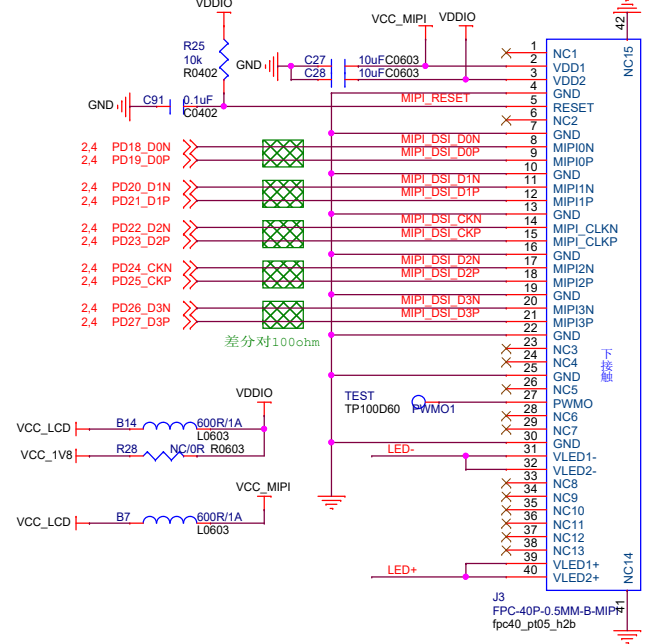 VDDIO
R25
10k
R0402
GND
C27
10uF
C0603
C28
10uF
C0603
VCC_MIPI
VDDIO
GND
C91
0.1uF
C0402
MIPI_RESET
2,4 PD18_D0N
2,4 PD19_D0P
MIPI_DSI_D0N
MIPI_DSI_D0P
2,4 PD20_D1N
2,4 PD21_D1P
MIPI_DSI_D1N
MIPI_DSI_D1P
2,4 PD22_D2N
2,4 PD23_D2P
MIPI_DSI_CKN
MIPI_DSI_CKP
2,4 PD24_CKN
2,4 PD25_CKP
MIPI_DSI_D2N
MIPI_DSI_D2P
2,4 PD26_D3N
2,4 PD27_D3P
MIPI_DSI_D3N
MIPI_DSI_D3P
差分对100ohm
TEST
TP100D60
PWMO1
VDDIO
VCC_LCD
B14
600R/1A
L0603
VCC_1V8
R28
NC/0R
R0603
VCC_MIPI
VCC_LCD
B7
600R/1A
L0603
LED-
LED+
42
NC15
1 NC1
2 VDD1
3 VDD2
4 GND
5 RESET
6 NC2
7 GND
8 MIPI0N
9 MIPI0P
10 GND
11 MIPI1N
12 MIPI1P
13 GND
14 MIPI_CLKN
15 MIPI_CLKP
16 GND
17 MIPI2N
18 MIPI2P
19 GND
20 MIPI3N
21 MIPI3P
22 GND
23 NC3
24 NC4
25 GND
26 NC5
27 PWMO
28 NC6
29 NC7
30 GND
31 VLED1-
32 VLED2-
33 NC8
34 NC9
35 NC10
36 NC11
37 NC12
38 NC13
39 VLED1+
40 VLED2+
下接触
NC14
41
J3
FPC-40P-0.5MM-B-MIPI
fpc40_pt05_h2b